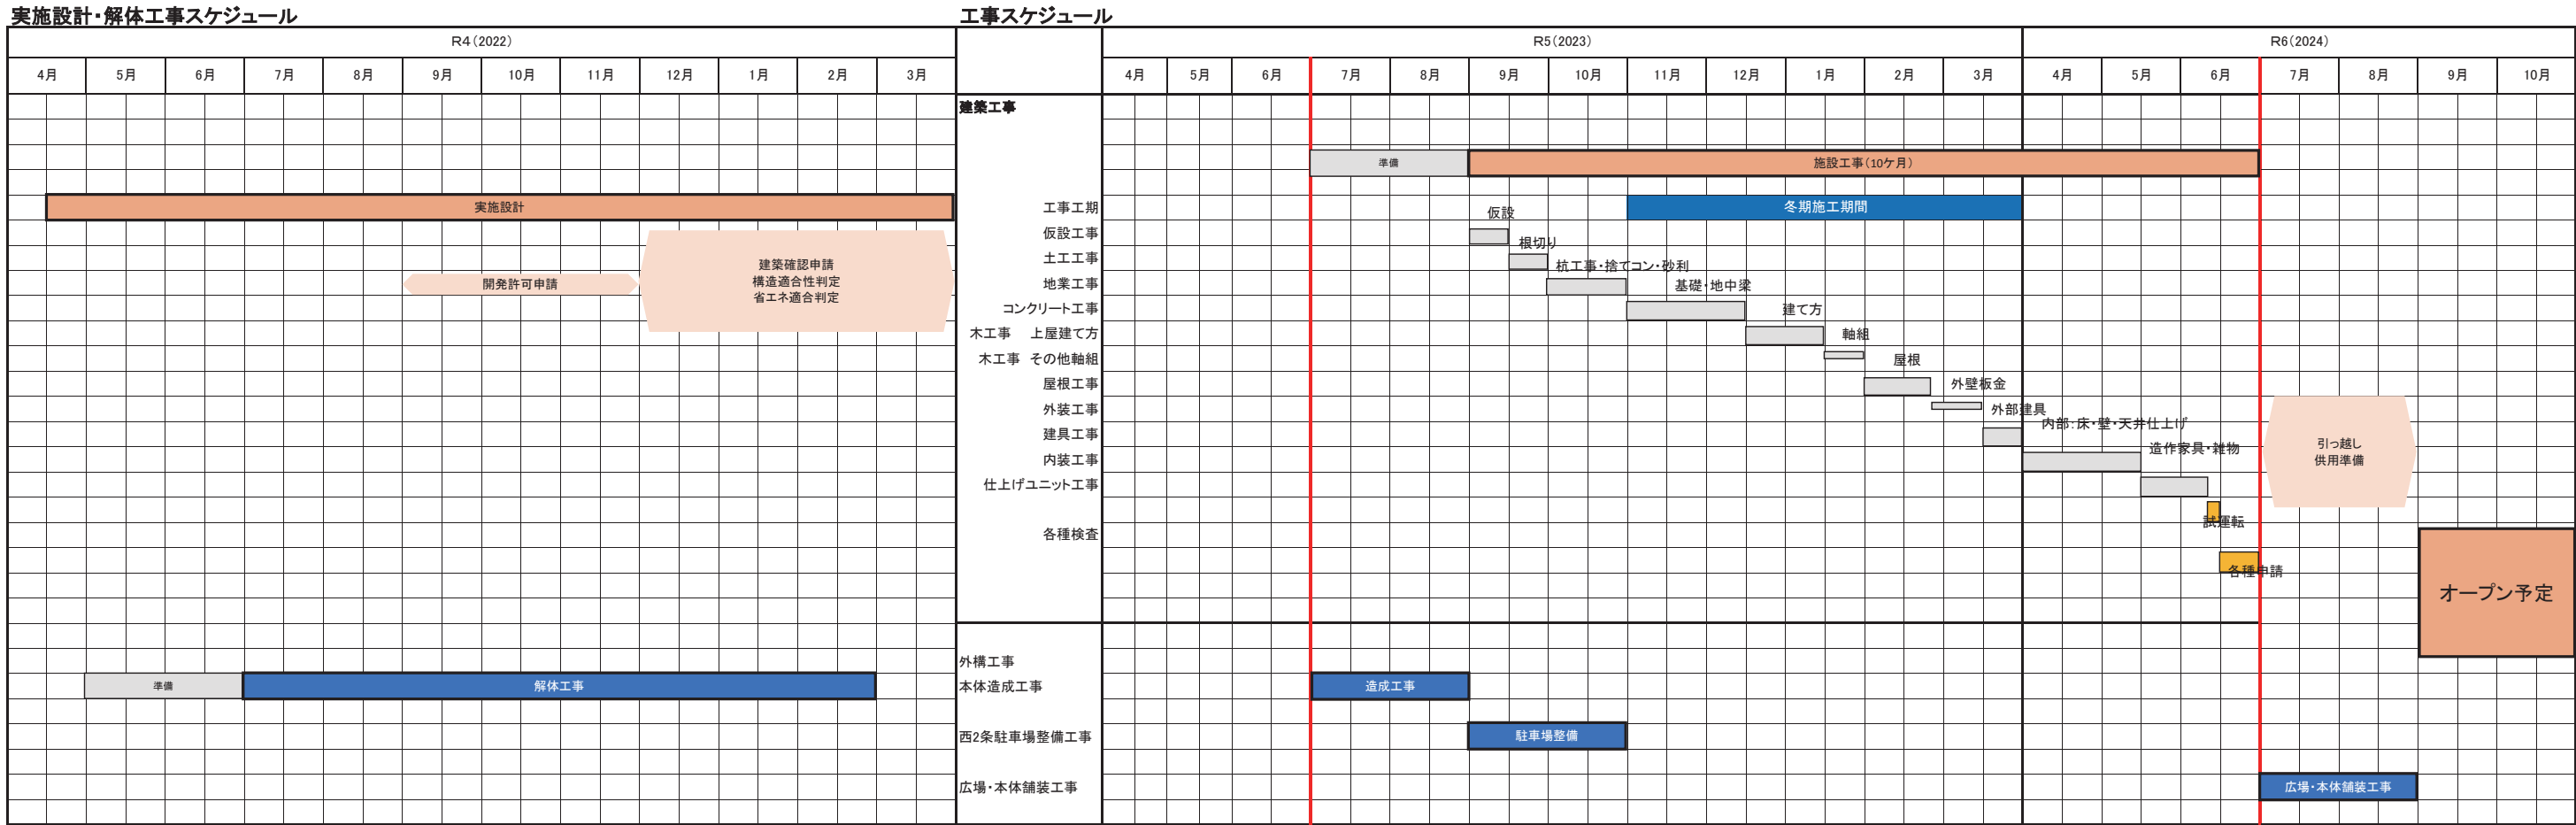 実施設計・解体工事スケジュール
工事スケジュール
R4(2022)
R5(2023)
R6(2024)
4月 5月 6月 7月 8月 9月 10月 11月 12月 1月 2月 3月
4月 5月 6月 7月 8月 9月 10月 11月 12月 1月 2月 3月
4月 5月 6月 7月 8月 9月 10月
建築工事
準備
施設工事(10ケ月)
実施設計
工事工期
冬期施工期間
仮設
仮設工事
根切り
土工工事
建築確認申請
構造適合性判定
省エネ適合判定
開発許可申請
杭工事・捨てコン・砂利
地業工事
基礎・地中梁
コンクリート工事
建て方
木工事 上屋建て方
軸組
木工事 その他軸組
屋根
屋根工事
外壁板金
外装工事
外部建具
建具工事
内部:床・壁・天井仕上げ
内装工事
造作家具・雑物
引っ越し
供用準備
仕上げユニット工事
試運転
各種検査
各種申請
オープン予定
外構工事
準備
解体工事
本体造成工事
造成工事
西2条駐車場整備工事
駐車場整備
広場・本体舗装工事
広場・本体舗装工事